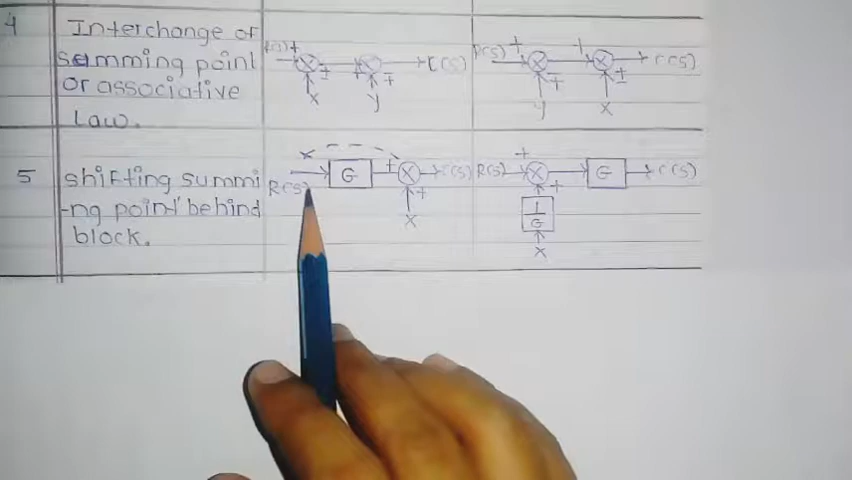 4
Interchange of
summing point
or associative
law.
R(S) + ± + ∓ C(S)
x y
R(S) + ∓ + ± C(S)
y x
5
shifting summi
-ng point behind
block.
R(S) G + + C(S)
x
R(S) + + G C(S)
1
G
x